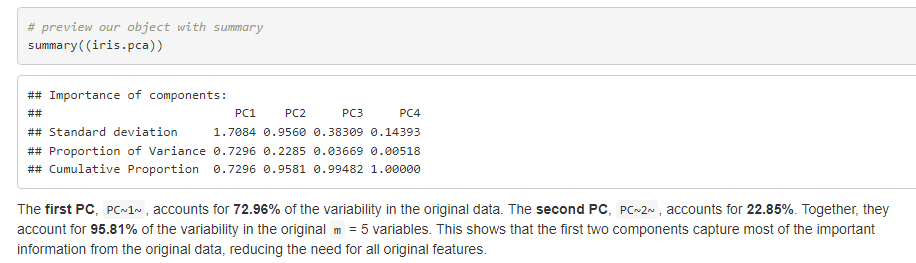 # preview our object with summary
summary((iris.pca))
## Importance of components:
##                           PC1    PC2     PC3     PC4
## Standard deviation     1.7084 0.9560 0.38309 0.14393
## Proportion of Variance 0.7296 0.2285 0.03669 0.00518
## Cumulative Proportion  0.7296 0.9581 0.99482 1.00000
The first PC, PC~1~ , accounts for 72.96% of the variability in the original data. The second PC, PC~2~ , accounts for 22.85%. Together, they
account for 95.81% of the variability in the original m = 5 variables. This shows that the first two components capture most of the important
information from the original data, reducing the need for all original features.